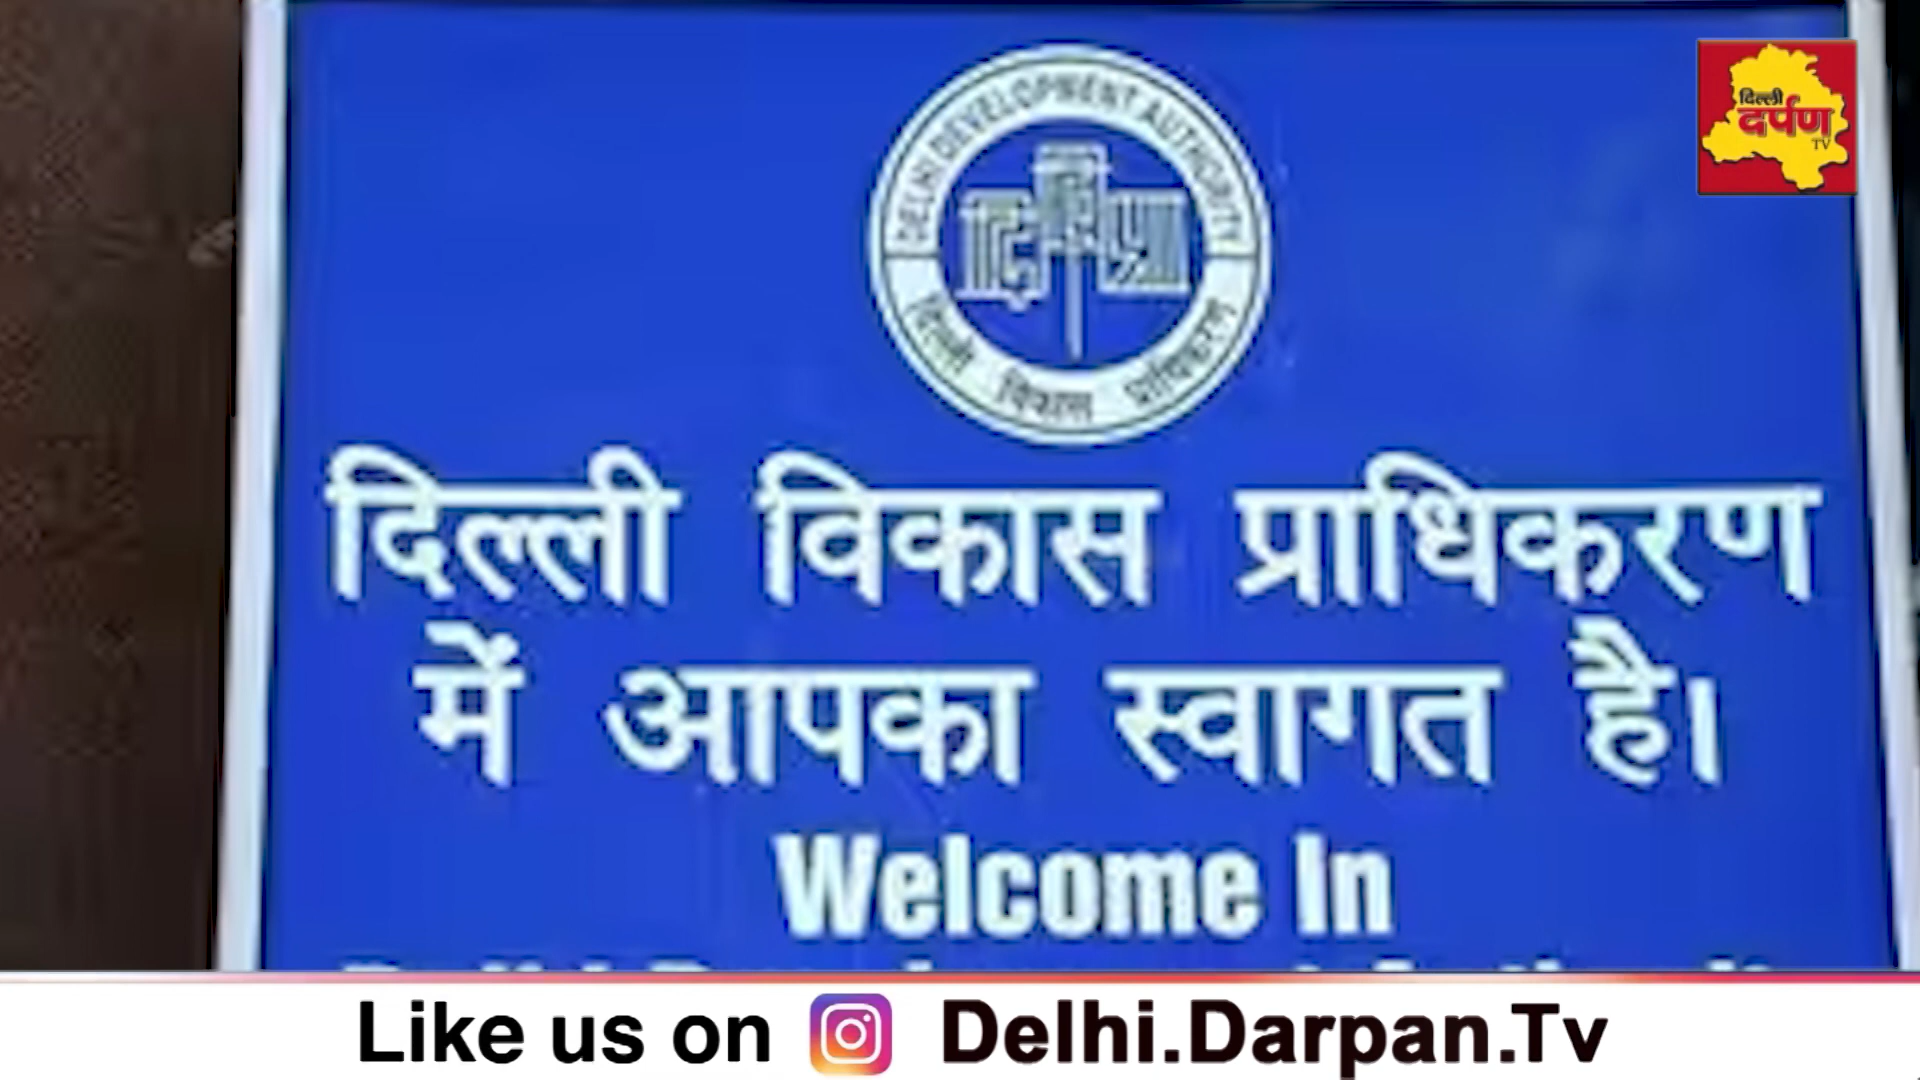 DELHI DEVELOPMENT AUTHORITY
दिल्ली विकास प्राधिकरण
दिल्ली
दर्पण
TV
दिल्ली विकास प्राधिकरण
में आपका स्वागत है।
Welcome In
Like us on Delhi.Darpan.Tv